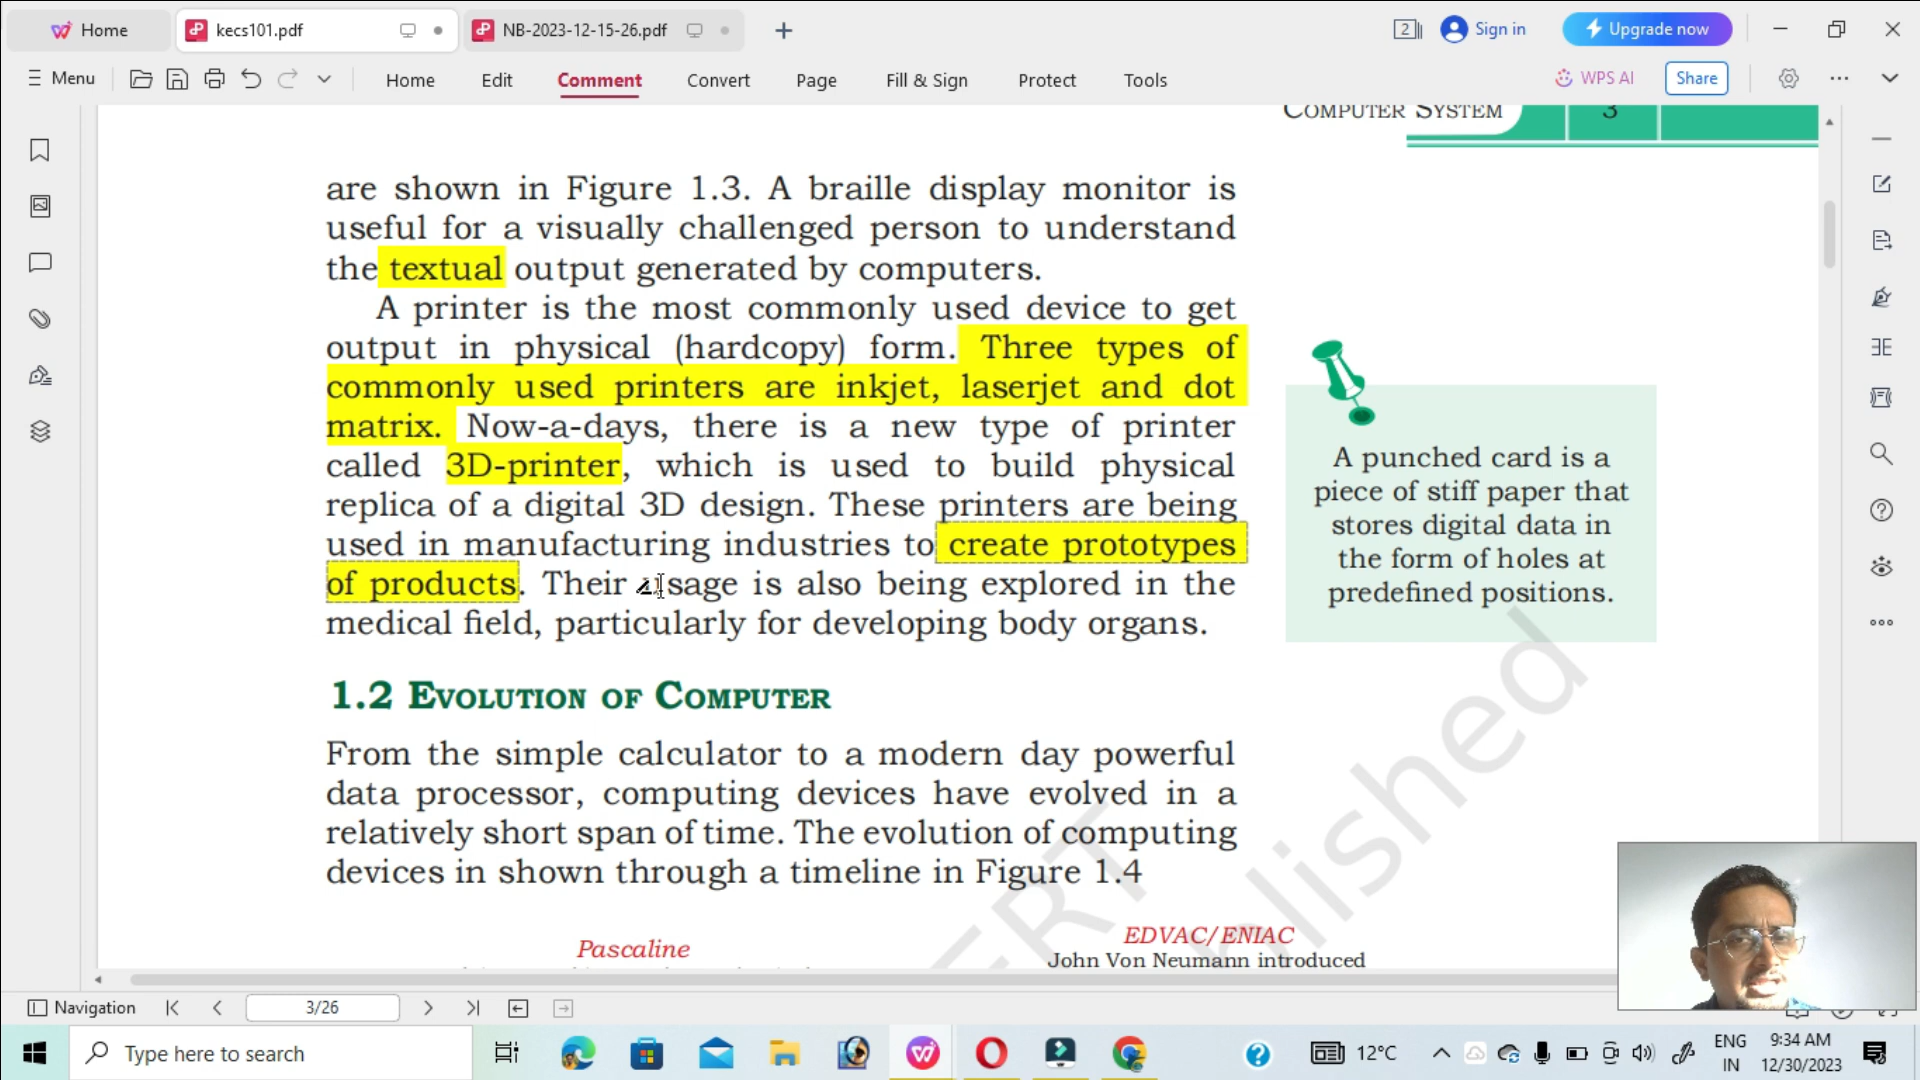 Home
kecs101.pdf
NB-2023-12-15-26.pdf
2
Sign in
Upgrade now
Menu
Home
Edit
Comment
Convert
Page
Fill & Sign
Protect
Tools
WPS AI
Share
COMPUTER SYSTEM
3
are shown in Figure 1.3. A braille display monitor is
useful for a visually challenged person to understand
the textual output generated by computers.
A printer is the most commonly used device to get
output in physical (hardcopy) form. Three types of
commonly used printers are inkjet, laserjet and dot
matrix. Now-a-days, there is a new type of printer
called 3D-printer, which is used to build physical
replica of a digital 3D design. These printers are being
used in manufacturing industries to create prototypes
of products. Their usage is also being explored in the
medical field, particularly for developing body organs.
A punched card is a
piece of stiff paper that
stores digital data in
the form of holes at
predefined positions.
1.2 EVOLUTION OF COMPUTER
From the simple calculator to a modern day powerful
data processor, computing devices have evolved in a
relatively short span of time. The evolution of computing
devices in shown through a timeline in Figure 1.4
Pascaline
EDVAC/ENIAC
John Von Neumann introduced
Navigation
3/26
Type here to search
12°C
ENG
IN
9:34 AM
12/30/2023